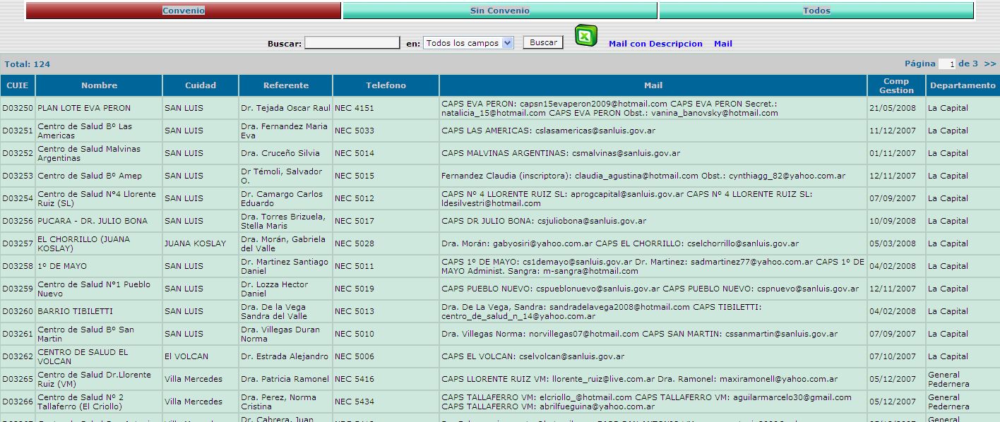 Convenio Sin Convenio Todos
Buscar: en: Todos los campos Buscar Mail con Descripcion Mail
Total: 124 Página 1 de 3 >>
CUIE Nombre Cuidad Referente Telefono Mail Comp Gestion Departamento
D03250 PLAN LOTE EVA PERON SAN LUIS Dr. Tejada Oscar Raul NEC 4151 CAPS EVA PERON: capsn15evaperon2009@hotmail.com CAPS EVA PERON Secret.: natalicia_15@hotmail.com CAPS EVA PERON Obst.: vanina_banovsky@hotmail.com 21/05/2008 La Capital
D03251 Centro de Salud Bº Las Americas SAN LUIS Dra. Fernandez Maria Eva NEC 5033 CAPS LAS AMERICAS: cslasamericas@sanluis.gov.ar 11/12/2007 La Capital
D03252 Centro de Salud Malvinas Argentinas SAN LUIS Dra. Cruceño Silvia NEC 5014 CAPS MALVINAS ARGENTINAS: csmalvinas@sanluis.gov.ar 01/11/2007 La Capital
D03253 Centro de Salud Bº Amep SAN LUIS Dr Témoli, Salvador O. NEC 5015 Fernandez Claudia (inscriptora): claudia_agustina@hotmail.com Obst.: cynthiagg_82@yahoo.com.ar 12/11/2007 La Capital
D03254 Centro de Salud Nº4 Llorente Ruiz (SL) SAN LUIS Dr. Camargo Carlos Eduardo NEC 5012 CAPS Nº 4 LLORENTE RUIZ SL: aprogcapital@sanluis.gov.ar CAPS Nº 4 LLORENTE RUIZ SL: ldesilvestri@hotmail.com 07/09/2007 La Capital
D03256 PUCARA - DR. JULIO BONA SAN LUIS Dra. Torres Brizuela, Stella Maris NEC 5017 CAPS DR JULIO BONA: csjuliobona@sanluis.gov.ar 10/09/2008 La Capital
D03257 EL CHORRILLO (JUANA KOSLAY) JUANA KOSLAY Dra. Morán, Gabriela del Valle NEC 5028 Dra. Morán: gabyosiri@yahoo.com.ar CAPS EL CHORRILLO: cselchorrillo@sanluis.gov.ar 05/03/2008 La Capital
D03258 1º DE MAYO SAN LUIS Dr. Martinez Santiago Daniel NEC 5011 CAPS 1º DE MAYO: cs1demayo@sanluis.gov.ar Dr. Martinez: sadmartinez77@yahoo.com.ar CAPS 1º DE MAYO Administ. Sangra: m-sangra@hotmail.com 04/02/2008 La Capital
D03259 Centro de Salud Nº1 Pueblo Nuevo SAN LUIS Dr. Lozza Hector Daniel NEC 5019 CAPS PUEBLO NUEVO: cspueblonuevo@sanluis.gov.ar CAPS PUEBLO NUEVO: cspnuevo@sanluis.gov.ar 12/11/2007 La Capital
D03260 BARRIO TIBILETTI SAN LUIS Dra. De la Vega Sandra del Valle NEC 5013 Dra. De La Vega, Sandra: sandradelavega2008@hotmail.com CAPS TIBILETTI: centro_de_salud_n_14@yahoo.com.ar 04/02/2008 La Capital
D03261 Centro de Salud Bº San Martin SAN LUIS Dra. Villegas Duran Norma NEC 5010 Dra. Villegas Norma: norvillegas07@hotmail.com CAPS SAN MARTIN: cssanmartin@sanluis.gov.ar 07/09/2007 La Capital
D03262 CENTRO DE SALUD EL VOLCAN El VOLCAN Dr. Estrada Alejandro NEC 5006 CAPS EL VOLCAN: cselvolcan@sanluis.gov.ar 07/10/2007 La Capital
D03265 Centro de Salud Dr.Llorente Ruiz (VM) Villa Mercedes Dra. Patricia Ramonel NEC 5416 CAPS LLORENTE RUIZ VM: llorente_ruiz@live.com.ar Dra. Ramonel: maxiramonell@yahoo.com.ar 05/12/2007 General Pedernera
D03266 Centro de Salud Nº 2 Tallaferro (El Criollo) Villa Mercedes Dra. Perez, Norma Cristina NEC 5434 CAPS TALLAFERRO VM: elcriollo_@hotmail.com CAPS TALLAFERRO VM: aguilarmarcelo30@gmail.com CAPS TALLAFERRO VM: abrilfueguina@yahoo.com.ar 05/12/2007 General Pedernera
Dr. Cabrera, Juan General